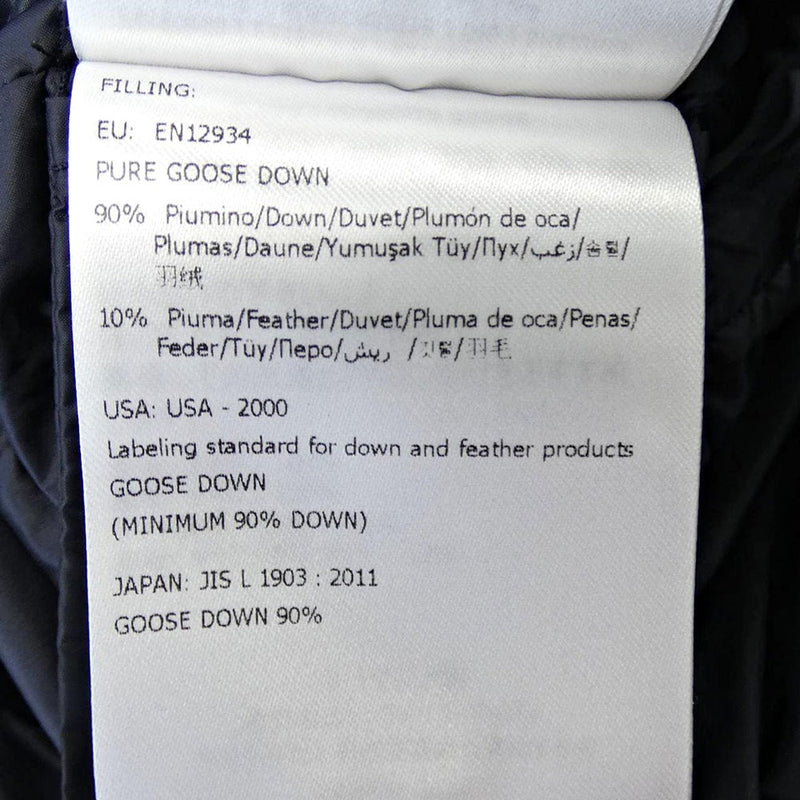 FILLING:
EU: EN12934
PURE GOOSE DOWN
90% Piumino/Down/Duvet/Plumón de oca/
Plumas/Daune/Yumuşak Tüy/Пух/زغب/솜털/
羽绒
10% Piuma/Feather/Duvet/Pluma de oca/Penas/
Feder/Tüy/Перо/ريش /깃털/羽毛
USA: USA - 2000
Labeling standard for down and feather products
GOOSE DOWN
(MINIMUM 90% DOWN)
JAPAN: JIS L 1903 : 2011
GOOSE DOWN 90%